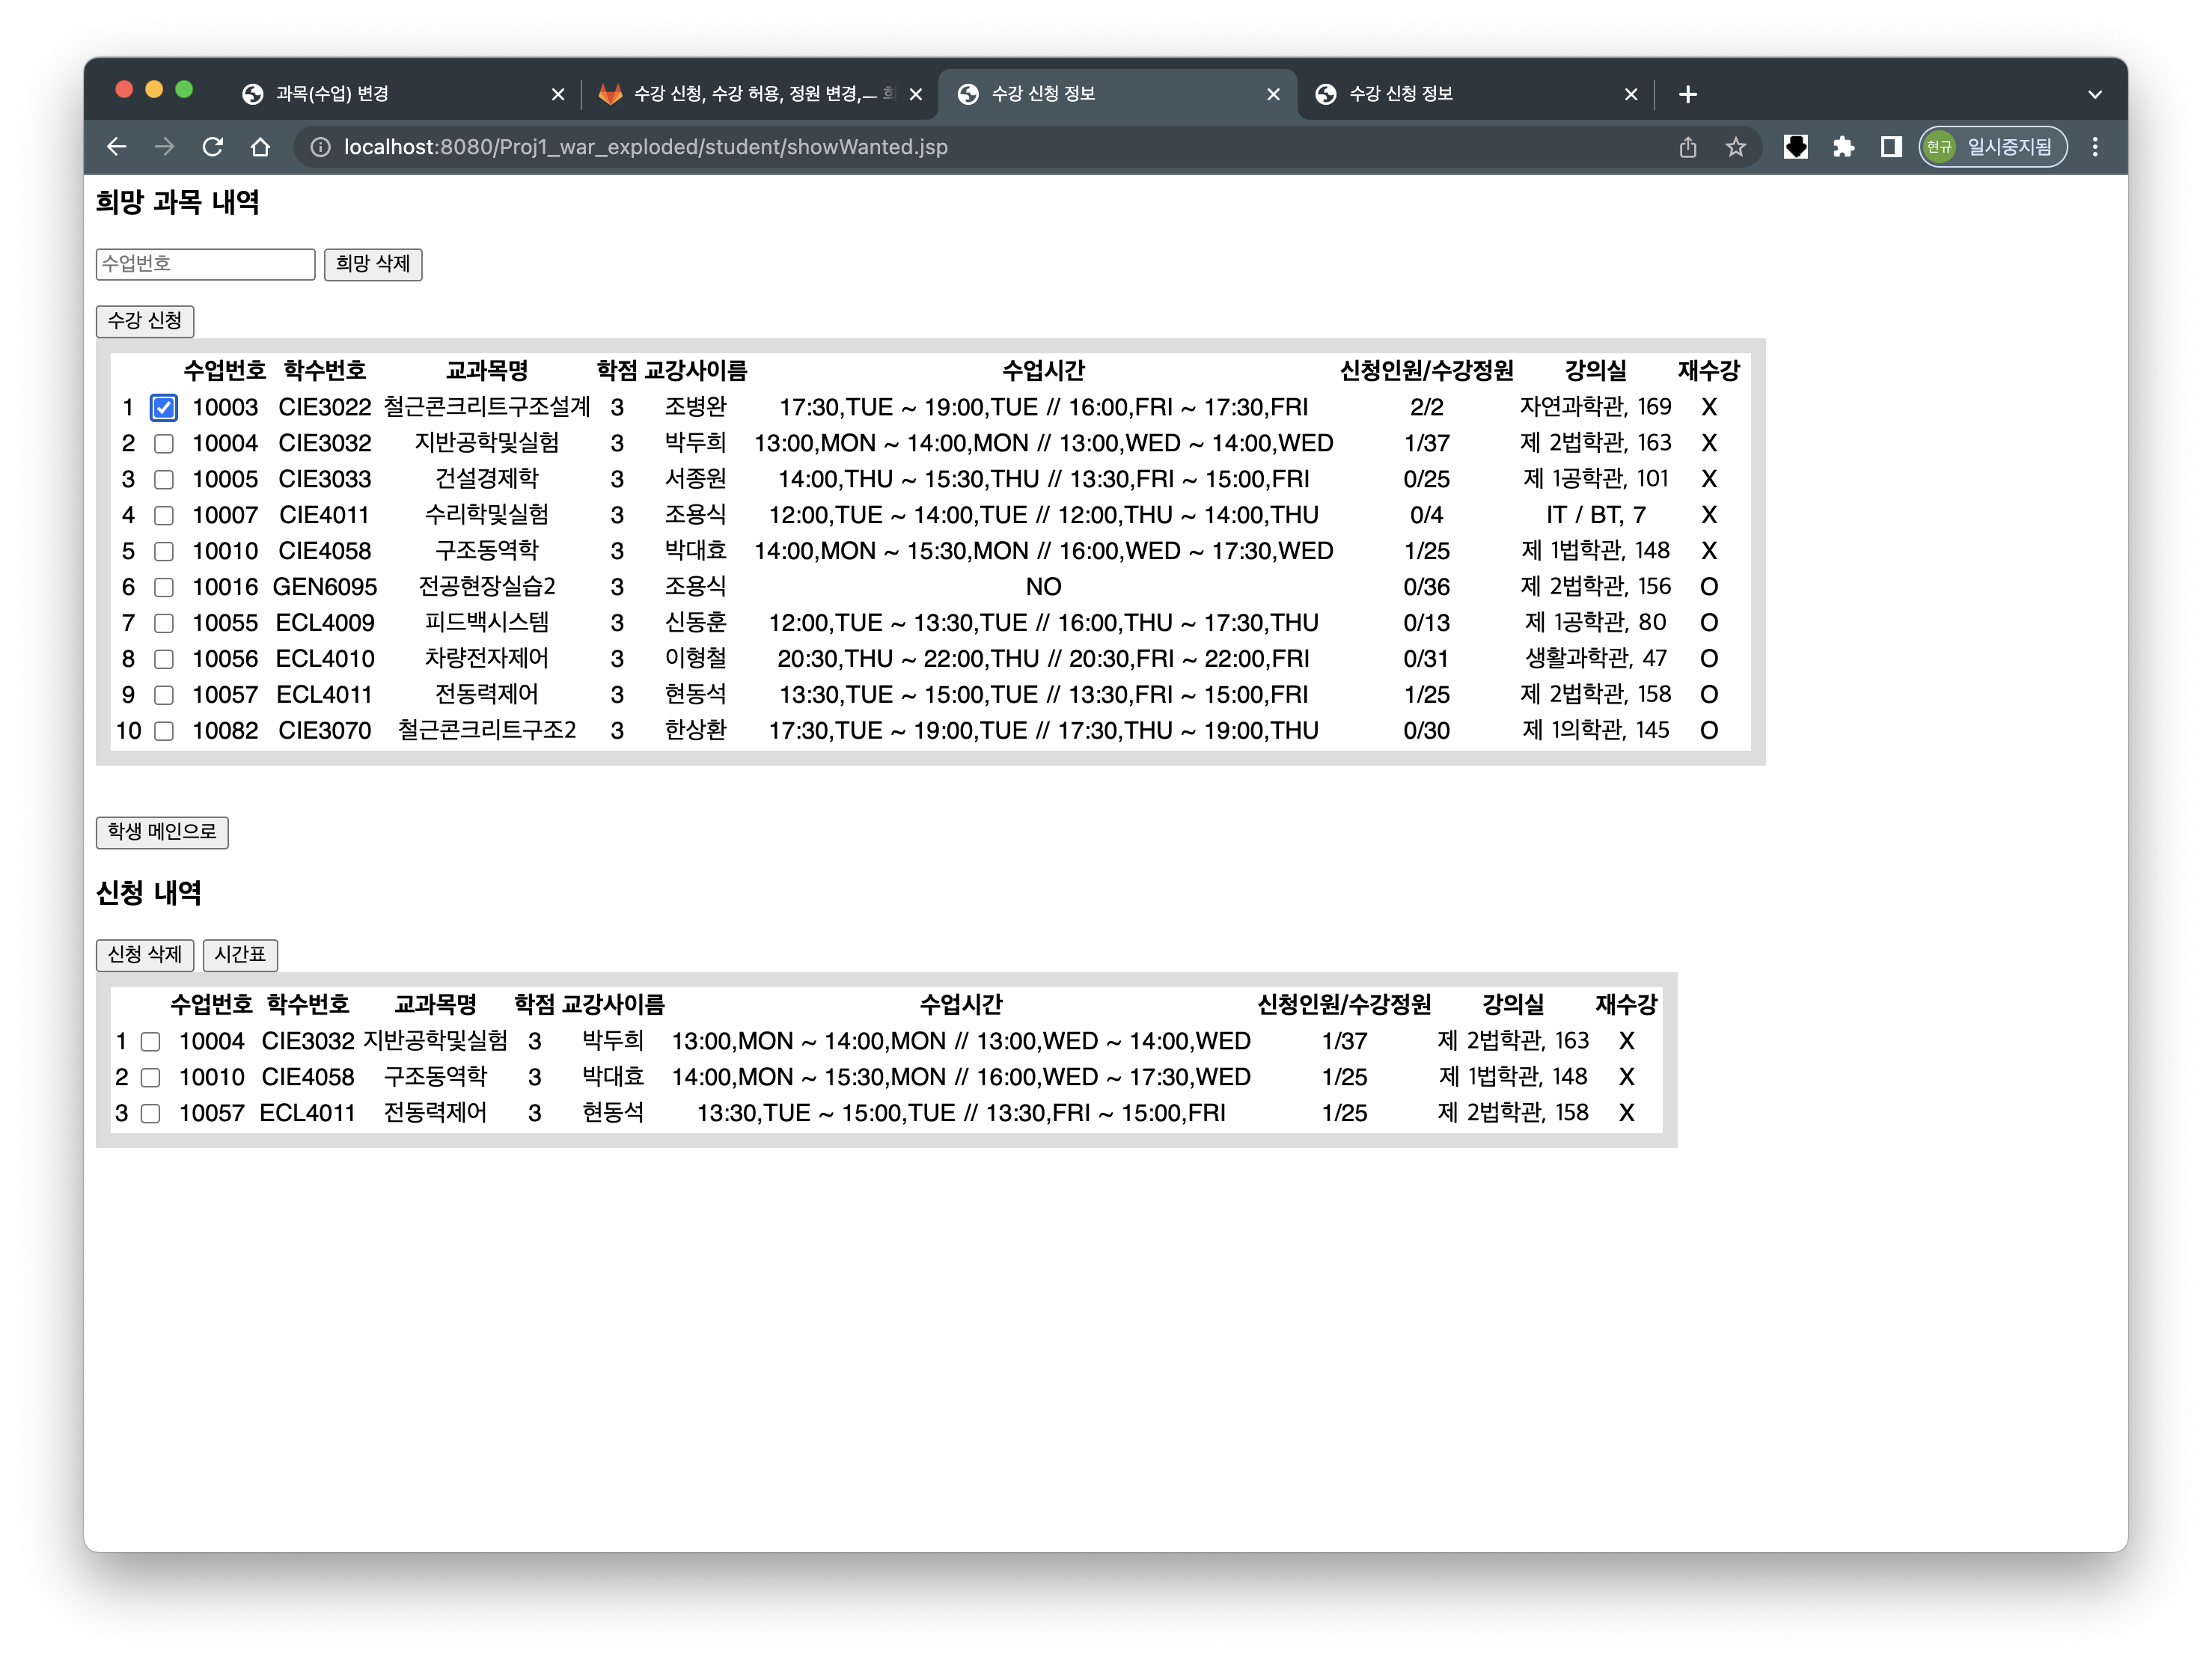 과목(수업) 변경
수강 신청, 수강 허용, 정원 변경, — 희
수강 신청 정보
수강 신청 정보
localhost:8080/Proj1_war_exploded/student/showWanted.jsp
현규 일시중지됨
희망 과목 내역
수업번호 희망 삭제
수강 신청
수업번호 학수번호 교과목명 학점 교강사이름 수업시간 신청인원/수강정원 강의실 재수강
1 10003 CIE3022 철근콘크리트구조설계 3 조병완 17:30,TUE ~ 19:00,TUE // 16:00,FRI ~ 17:30,FRI 2/2 자연과학관, 169 X
2 10004 CIE3032 지반공학및실험 3 박두희 13:00,MON ~ 14:00,MON // 13:00,WED ~ 14:00,WED 1/37 제 2법학관, 163 X
3 10005 CIE3033 건설경제학 3 서종원 14:00,THU ~ 15:30,THU // 13:30,FRI ~ 15:00,FRI 0/25 제 1공학관, 101 X
4 10007 CIE4011 수리학및실험 3 조용식 12:00,TUE ~ 14:00,TUE // 12:00,THU ~ 14:00,THU 0/4 IT / BT, 7 X
5 10010 CIE4058 구조동역학 3 박대효 14:00,MON ~ 15:30,MON // 16:00,WED ~ 17:30,WED 1/25 제 1법학관, 148 X
6 10016 GEN6095 전공현장실습2 3 조용식 NO 0/36 제 2법학관, 156 O
7 10055 ECL4009 피드백시스템 3 신동훈 12:00,TUE ~ 13:30,TUE // 16:00,THU ~ 17:30,THU 0/13 제 1공학관, 80 O
8 10056 ECL4010 차량전자제어 3 이형철 20:30,THU ~ 22:00,THU // 20:30,FRI ~ 22:00,FRI 0/31 생활과학관, 47 O
9 10057 ECL4011 전동력제어 3 현동석 13:30,TUE ~ 15:00,TUE // 13:30,FRI ~ 15:00,FRI 1/25 제 2법학관, 158 O
10 10082 CIE3070 철근콘크리트구조2 3 한상환 17:30,TUE ~ 19:00,TUE // 17:30,THU ~ 19:00,THU 0/30 제 1의학관, 145 O
학생 메인으로
신청 내역
신청 삭제 시간표
수업번호 학수번호 교과목명 학점 교강사이름 수업시간 신청인원/수강정원 강의실 재수강
1 10004 CIE3032 지반공학및실험 3 박두희 13:00,MON ~ 14:00,MON // 13:00,WED ~ 14:00,WED 1/37 제 2법학관, 163 X
2 10010 CIE4058 구조동역학 3 박대효 14:00,MON ~ 15:30,MON // 16:00,WED ~ 17:30,WED 1/25 제 1법학관, 148 X
3 10057 ECL4011 전동력제어 3 현동석 13:30,TUE ~ 15:00,TUE // 13:30,FRI ~ 15:00,FRI 1/25 제 2법학관, 158 X